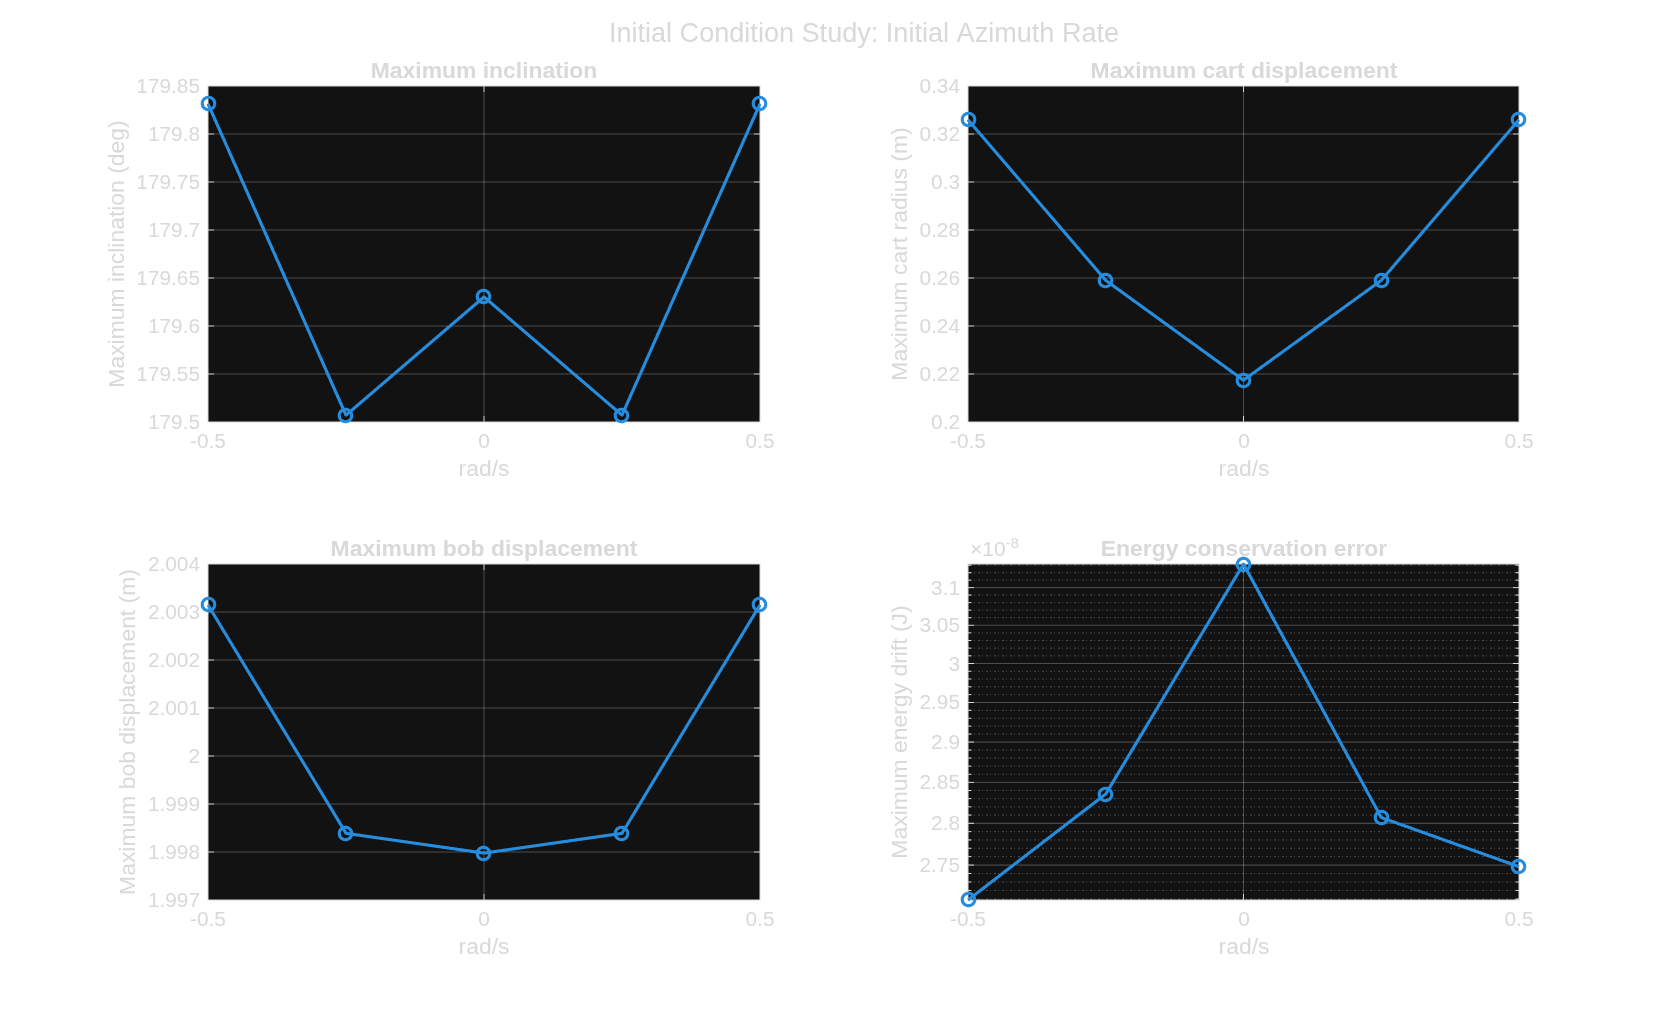 Initial Condition Study: Initial Azimuth Rate
Maximum inclination
Maximum inclination (deg)
179.85
179.8
179.75
179.7
179.65
179.6
179.55
179.5
-0.5 0 0.5
rad/s
Maximum cart displacement
Maximum cart radius (m)
0.34
0.32
0.3
0.28
0.26
0.24
0.22
0.2
-0.5 0 0.5
rad/s
Maximum bob displacement
Maximum bob displacement (m)
2.004
2.003
2.002
2.001
2
1.999
1.998
1.997
-0.5 0 0.5
rad/s
×10⁻⁸ Energy conservation error
Maximum energy drift (J)
3.1
3.05
3
2.95
2.9
2.85
2.8
2.75
-0.5 0 0.5
rad/s